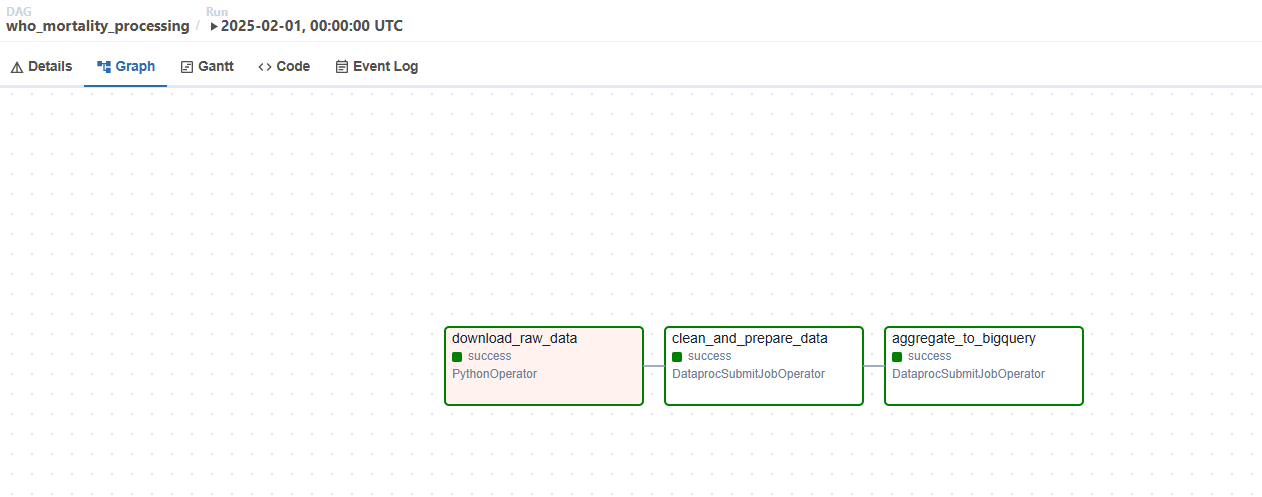 DAG
Run
who_mortality_processing / 2025-02-01, 00:00:00 UTC
Details Graph Gantt Code Event Log
download_raw_data
success
PythonOperator
clean_and_prepare_data
success
DataprocSubmitJobOperator
aggregate_to_bigquery
success
DataprocSubmitJobOperator